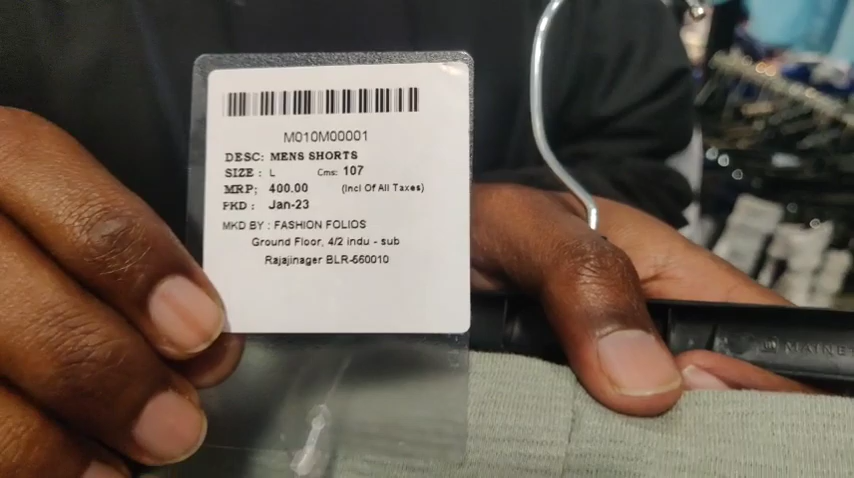 M010M00001
DESC: MENS SHORTS
SIZE : L Cms: 107
MRP; 400.00 (Incl Of All Taxes)
PKD : Jan-23
MKD BY : FASHION FOLIOS
Ground Floor, 4/2 indu - sub
Rajajinager BLR-560010